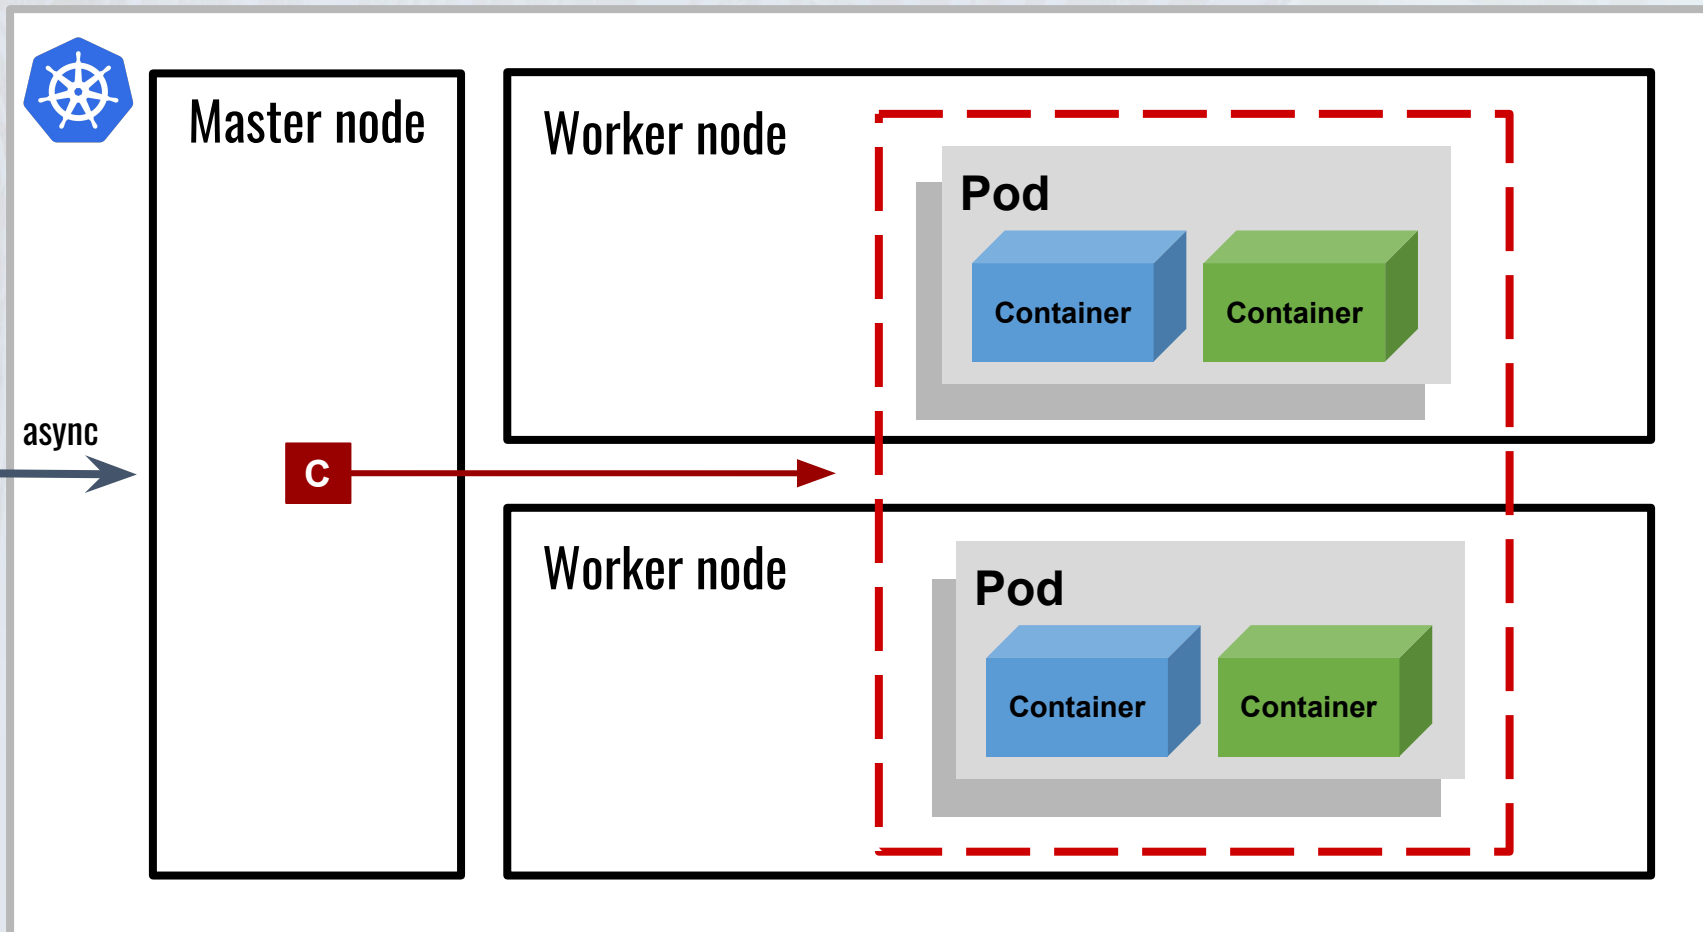 Master node
Worker node
Pod
Container
Container
async
C
Worker node
Pod
Container
Container